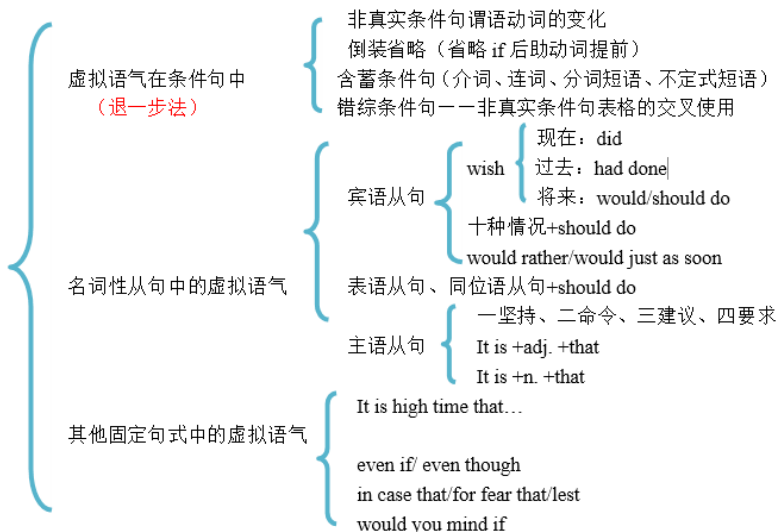 非真实条件句谓语动词的变化
倒装省略（省略 if 后助动词提前）
虚拟语气在条件句中
含蓄条件句（介词、连词、分词短语、不定式短语）
（退一步法）
错综条件句——非真实条件句表格的交叉使用
现在：did
wish
过去：had done
将来：would/should do
宾语从句
十种情况+should do
would rather/would just as soon
名词性从句中的虚拟语气
表语从句、同位语从句+should do
一坚持、二命令、三建议、四要求
主语从句
It is +adj. +that
It is +n. +that
It is high time that…
其他固定句式中的虚拟语气
even if/ even though
in case that/for fear that/lest
would you mind if